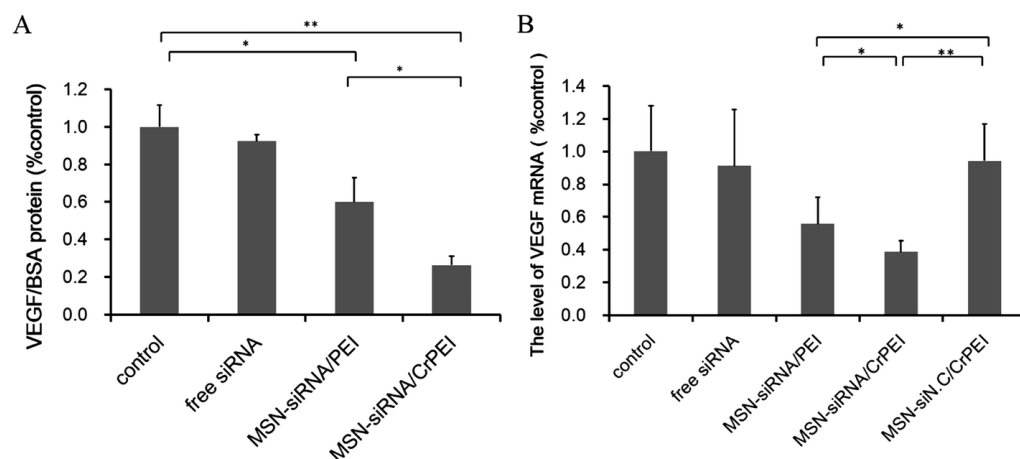 A
**
*
*
VEGF/BSA protein (%control)
1.2
1.0
0.8
0.6
0.4
0.2
0.0
control
free siRNA
MSN-siRNA/PEI
MSN-siRNA/CrPEI
B
*
*
**
The level of VEGF mRNA ( %control)
1.4
1.2
1.0
0.8
0.6
0.4
0.2
0.0
control
free siRNA
MSN-siRNA/PEI
MSN-siRNA/CrPEI
MSN-siN.C/CrPEI